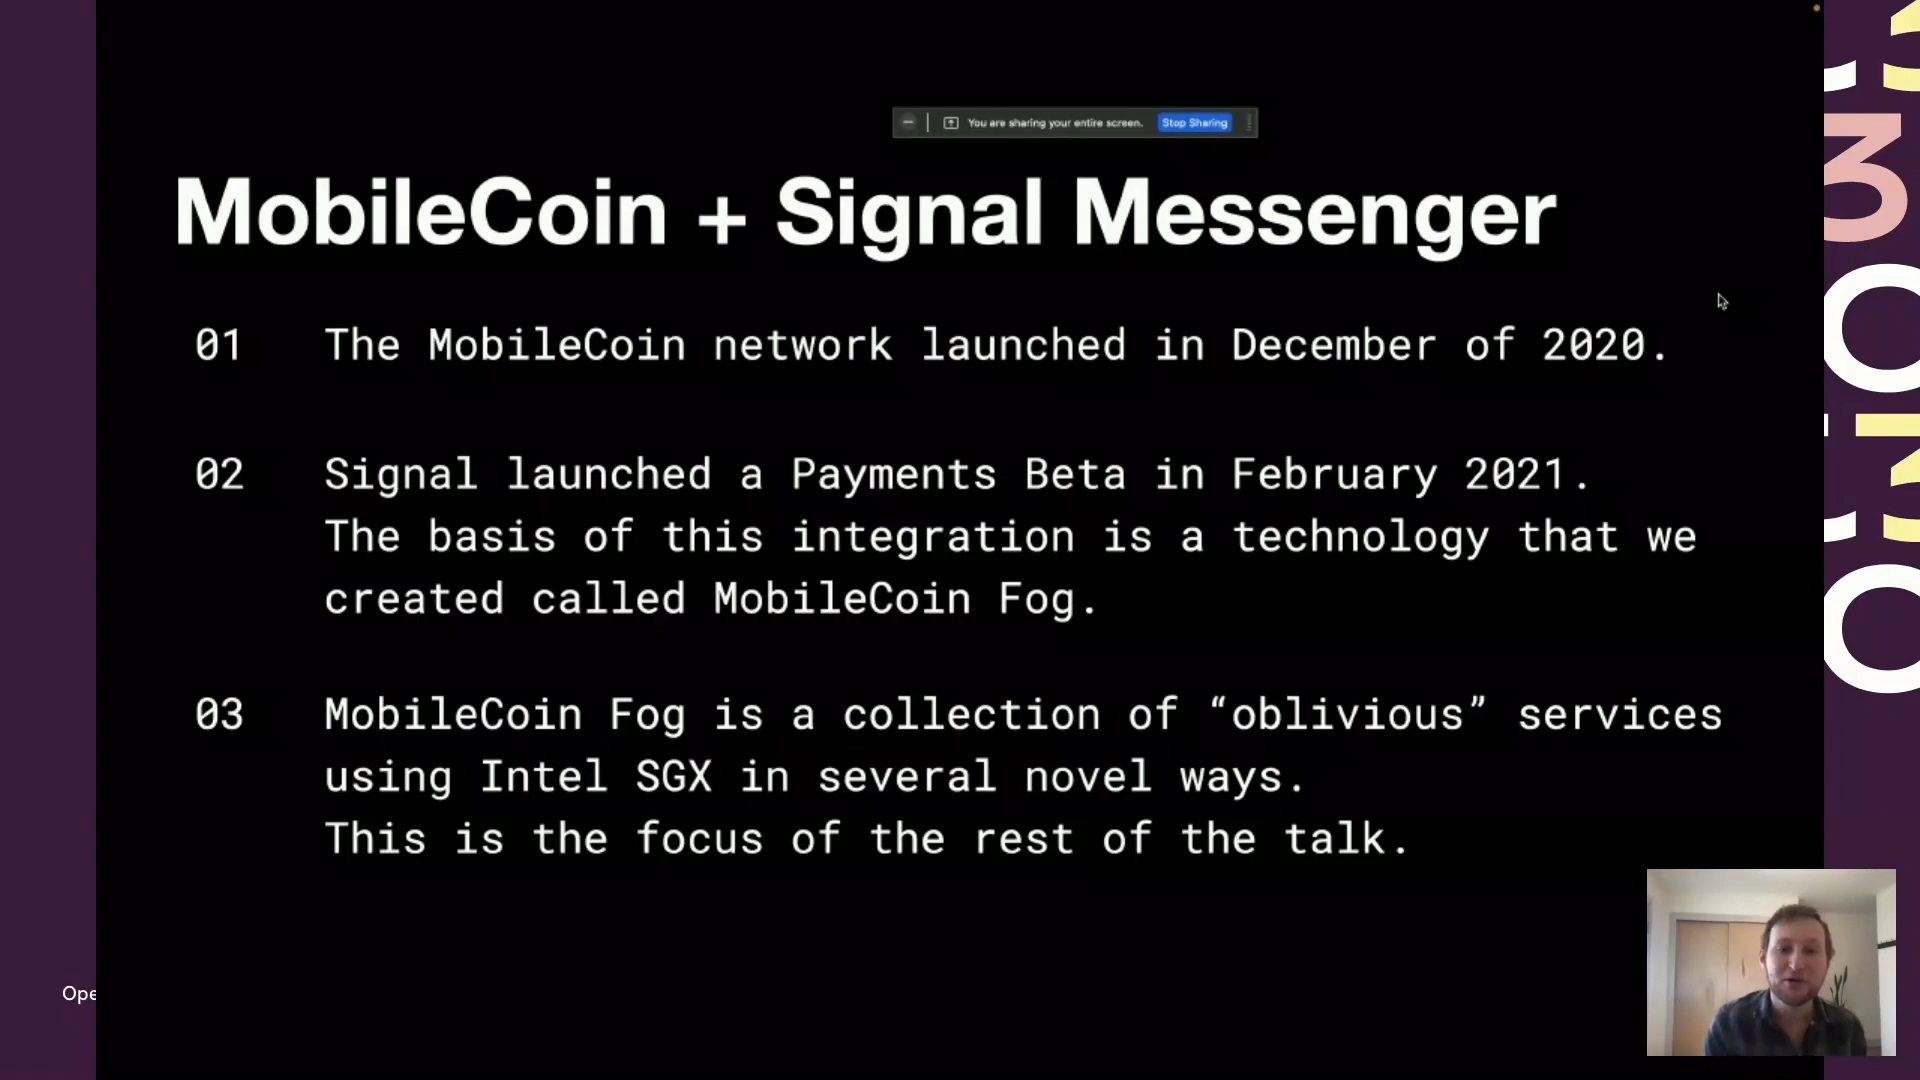 You are sharing your entire screen. Stop Sharing
MobileCoin + Signal Messenger
01 The MobileCoin network launched in December of 2020.
02 Signal launched a Payments Beta in February 2021.
The basis of this integration is a technology that we
created called MobileCoin Fog.
03 MobileCoin Fog is a collection of “oblivious” services
using Intel SGX in several novel ways.
This is the focus of the rest of the talk.
Ope